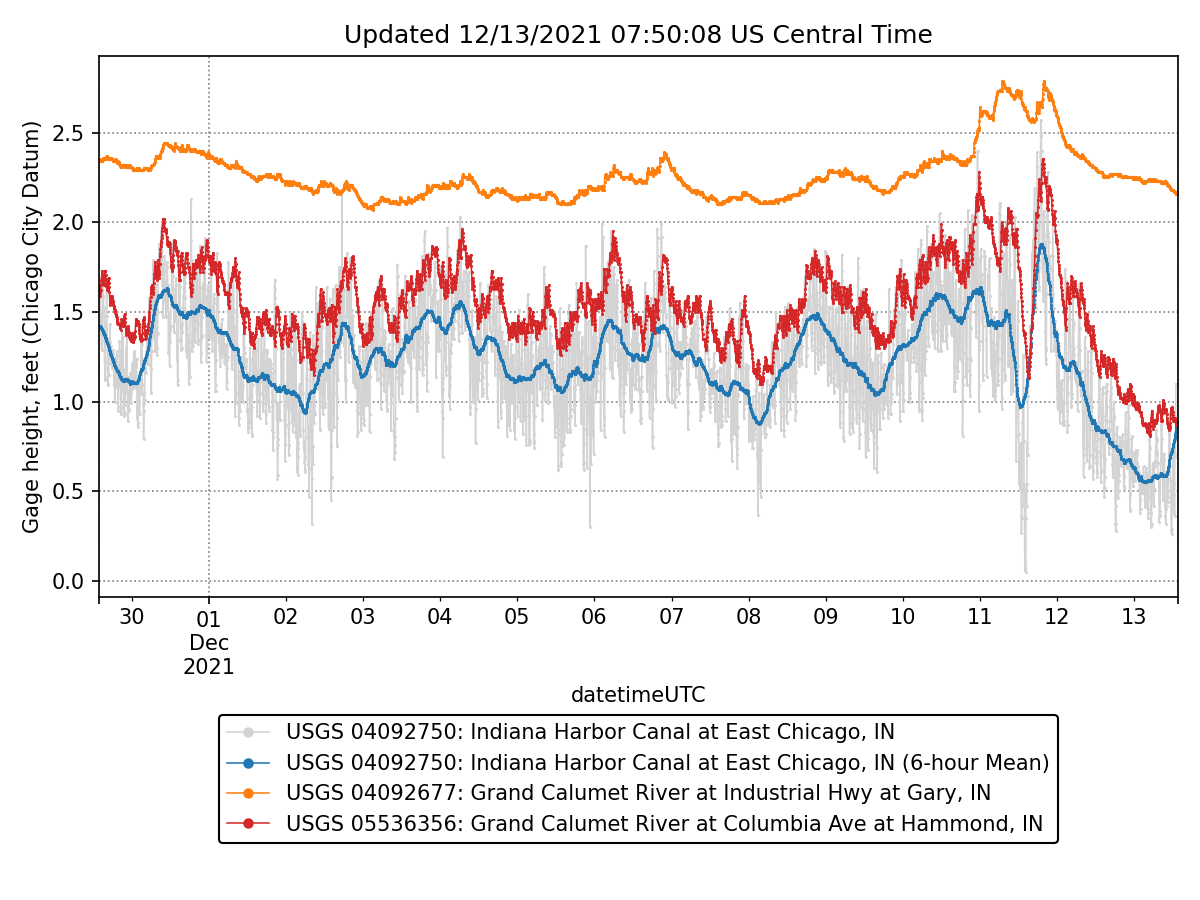 Updated 12/13/2021 07:50:08 US Central Time
Gage height, feet (Chicago City Datum)
2.5
2.0
1.5
1.0
0.5
0.0
30 01 02 03 04 05 06 07 08 09 10 11 12 13
Dec
2021
datetimeUTC
USGS 04092750: Indiana Harbor Canal at East Chicago, IN
USGS 04092750: Indiana Harbor Canal at East Chicago, IN (6-hour Mean)
USGS 04092677: Grand Calumet River at Industrial Hwy at Gary, IN
USGS 05536356: Grand Calumet River at Columbia Ave at Hammond, IN